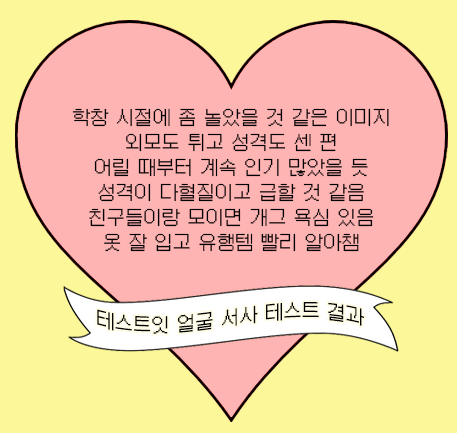 학창 시절에 좀 놀았을 것 같은 이미지
외모도 튀고 성격도 센 편
어릴 때부터 계속 인기 많았을 듯
성격이 다혈질이고 급할 것 같음
친구들이랑 모이면 개그 욕심 있음
옷 잘 입고 유행템 빨리 알아챔
테스트잇 얼굴 서사 테스트 결과